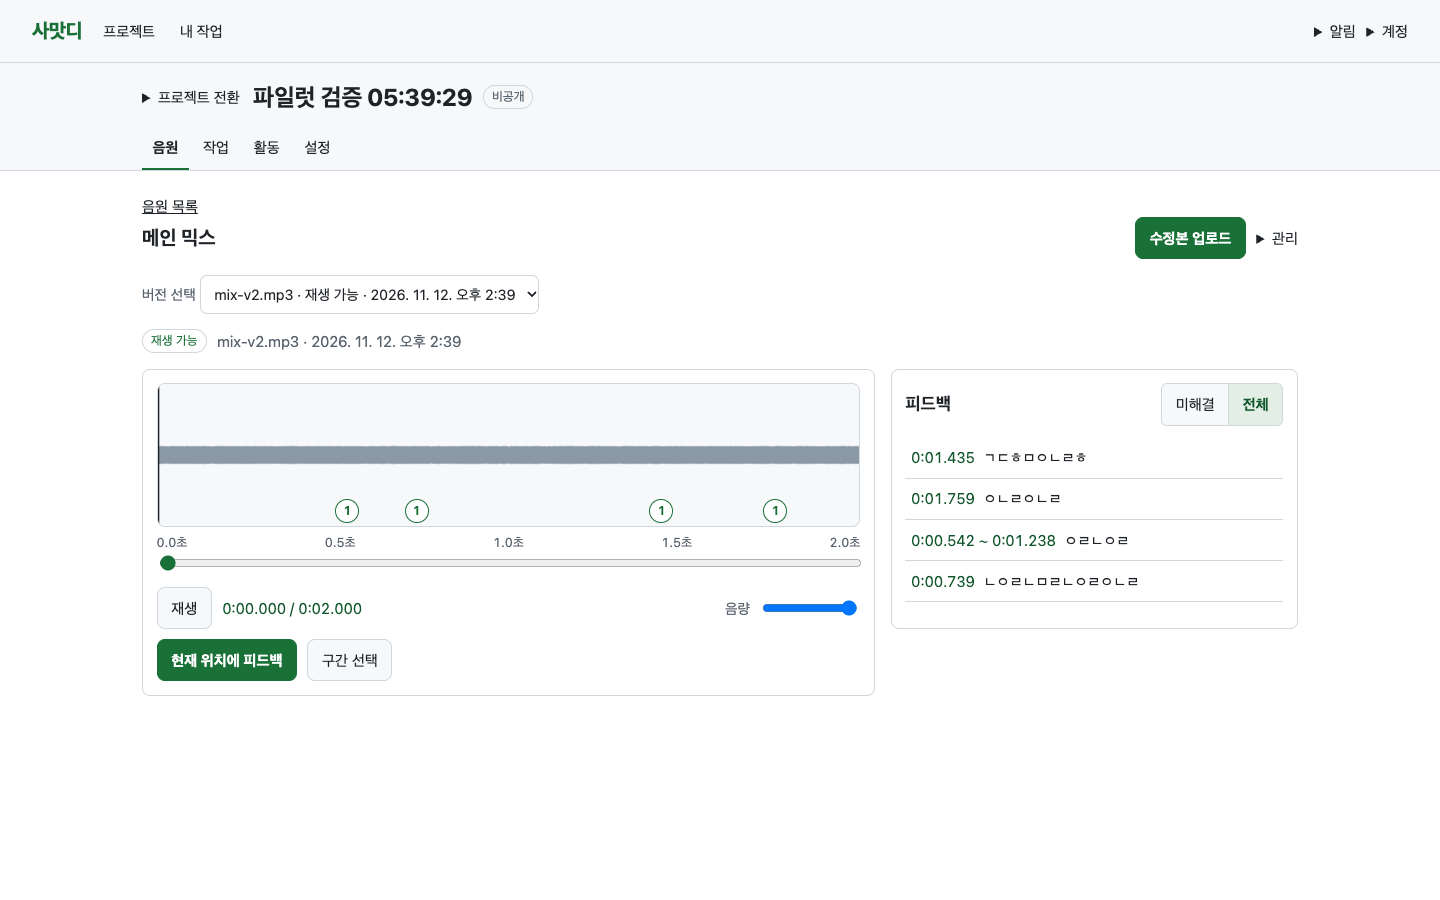 사맛디 프로젝트 내 작업 ▶ 알림 ▶ 계정
▶ 프로젝트 전환 파일럿 검증 05:39:29 비공개
음원 작업 활동 설정
음원 목록
메인 믹스 수정본 업로드 ▶ 관리
버전 선택 mix-v2.mp3 · 재생 가능 · 2026. 11. 12. 오후 2:39
재생 가능 mix-v2.mp3 · 2026. 11. 12. 오후 2:39
1 1 1 1
0.0초 0.5초 1.0초 1.5초 2.0초
재생 0:00.000 / 0:02.000 음량
현재 위치에 피드백 구간 선택
피드백 미해결 전체
0:01.435 ㄱㄷㅎㅁㅇㄴㄹㅎ
0:01.759 ㅇㄴㄹㅇㄴㄹ
0:00.542 ~ 0:01.238 ㅇㄹㄴㅇㄹ
0:00.739 ㄴㅇㄹㄴㅁㄹㄴㅇㄹㅇㄴㄹ